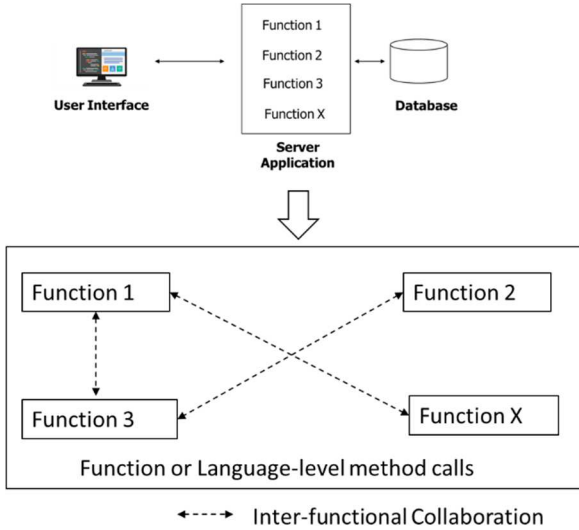 Function 1
Function 2
Function 3
Function X
User Interface
Database
Server
Application
Function 1
Function 2
Function 3
Function X
Function or Language-level method calls
Inter-functional Collaboration